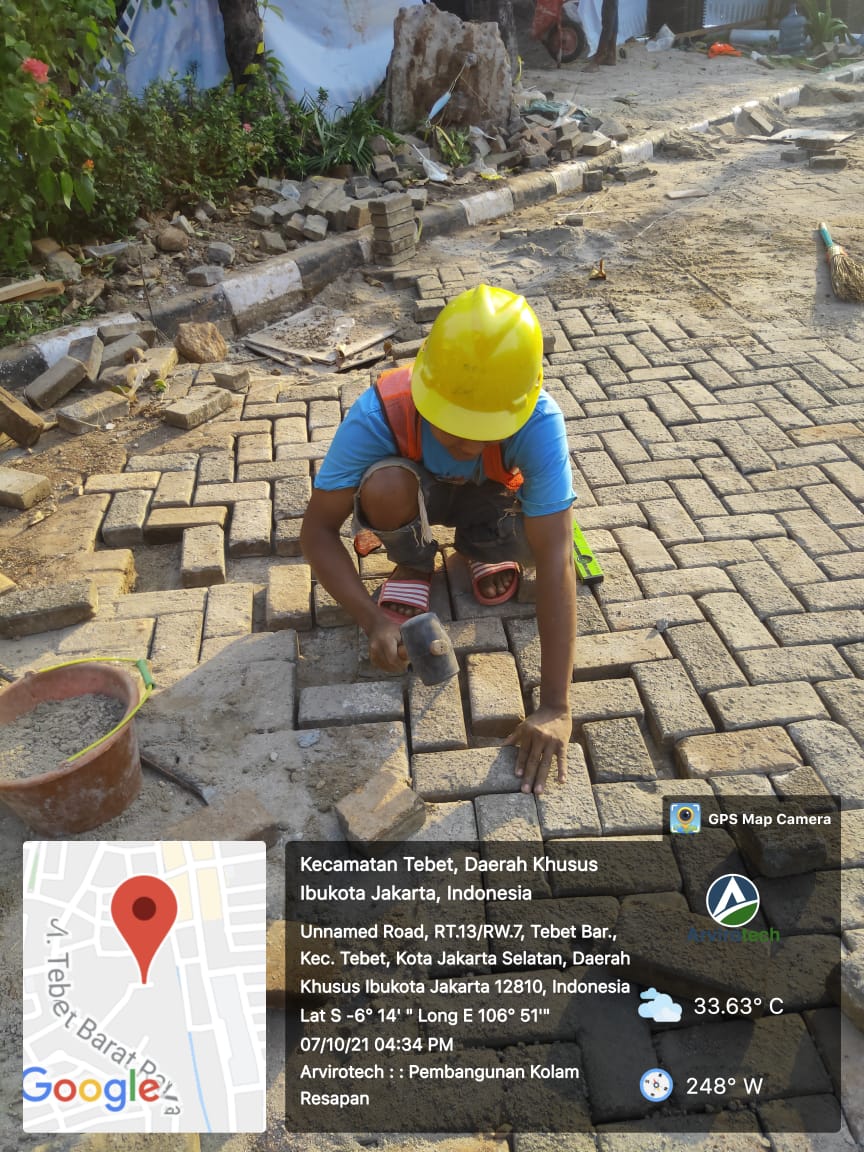 GPS Map Camera
Kecamatan Tebet, Daerah Khusus
Ibukota Jakarta, Indonesia
Unnamed Road, RT.13/RW.7, Tebet Bar.,
Kec. Tebet, Kota Jakarta Selatan, Daerah
Khusus Ibukota Jakarta 12810, Indonesia
Lat S -6° 14' " Long E 106° 51'"
07/10/21 04:34 PM
Arvirotech : : Pembangunan Kolam
Resapan
Arvirotech
33.63° C
248° W
Jl. Tebet Barat Raya
Google